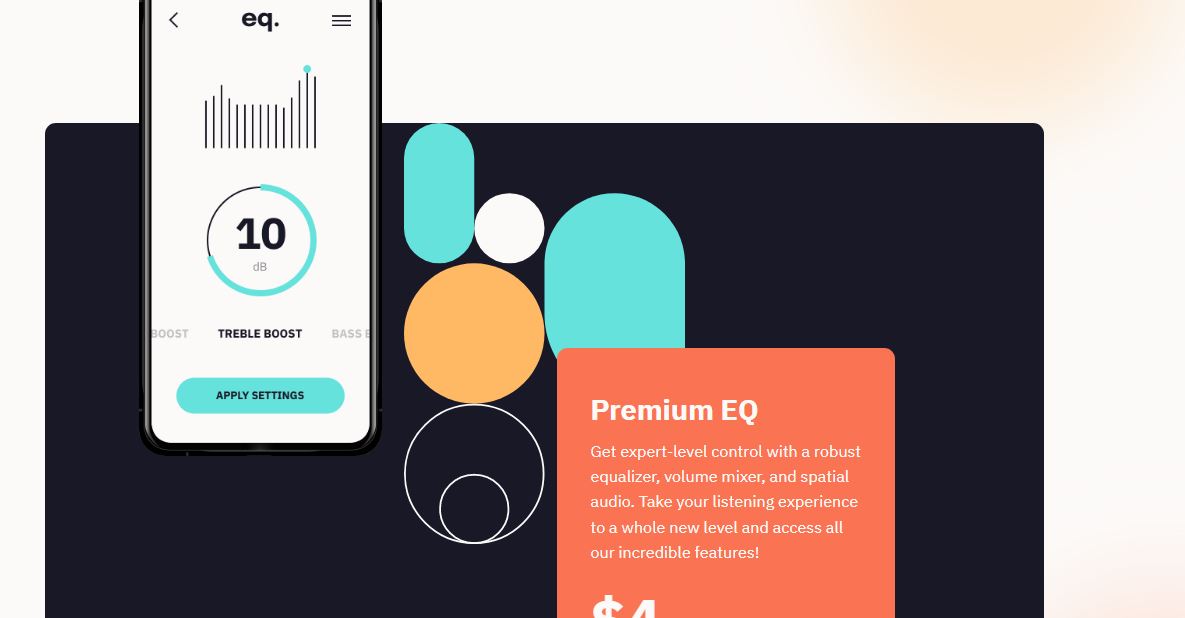 eq.
10
dB
BOOST TREBLE BOOST BASS
APPLY SETTINGS
Premium EQ
Get expert-level control with a robust
equalizer, volume mixer, and spatial
audio. Take your listening experience
to a whole new level and access all
our incredible features!
$4